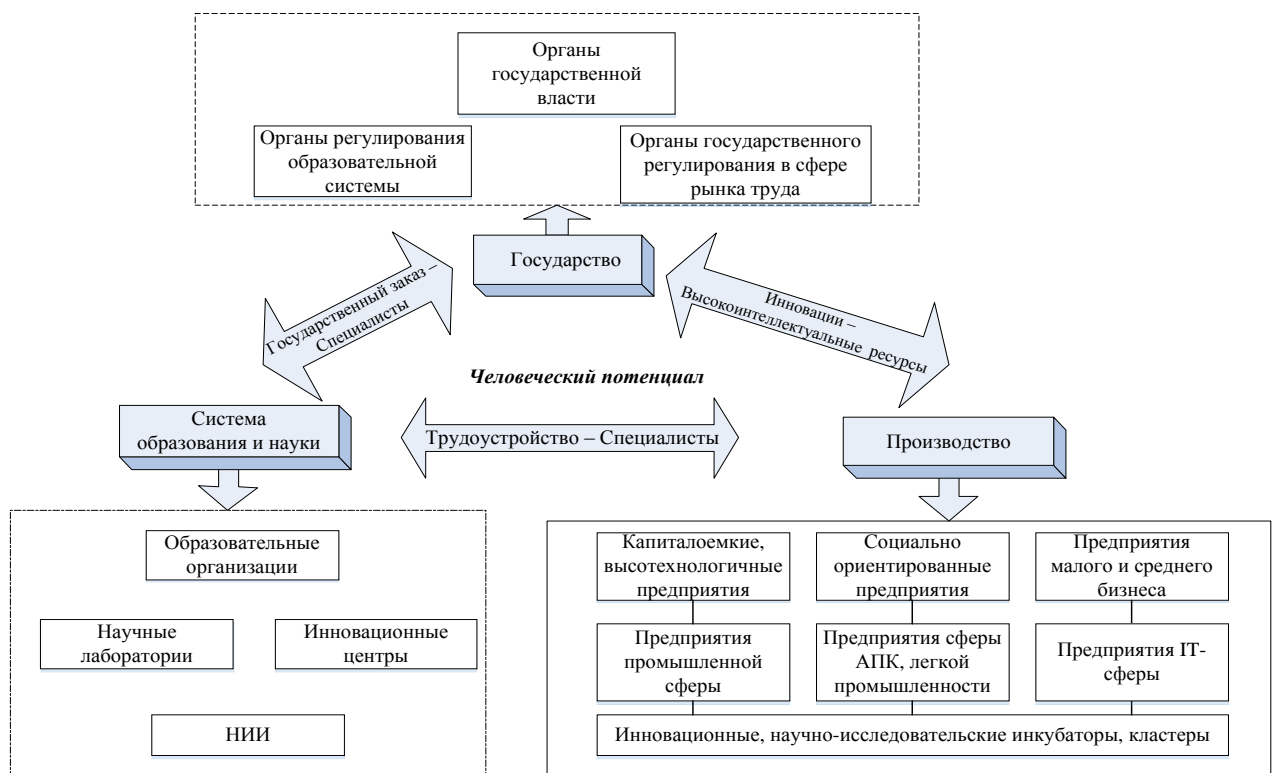 Органы
государственной
власти
Органы регулирования
образовательной
системы
Органы государственного
регулирования в сфере
рынка труда
Государство
Государственный заказ –
Специалисты
Инновации –
Высокоинтеллектуальные ресурсы
Человеческий потенциал
Система
образования и науки
Трудоустройство – Специалисты
Производство
Образовательные
организации
Научные
лаборатории
Инновационные
центры
НИИ
Капиталоемкие,
высотехнологичные
предприятия
Социально
ориентированные
предприятия
Предприятия
малого и среднего
бизнеса
Предприятия
промышленной
сферы
Предприятия сферы
АПК, легкой
промышленности
Предприятия IT-
сферы
Инновационные, научно-исследовательские инкубаторы, кластеры